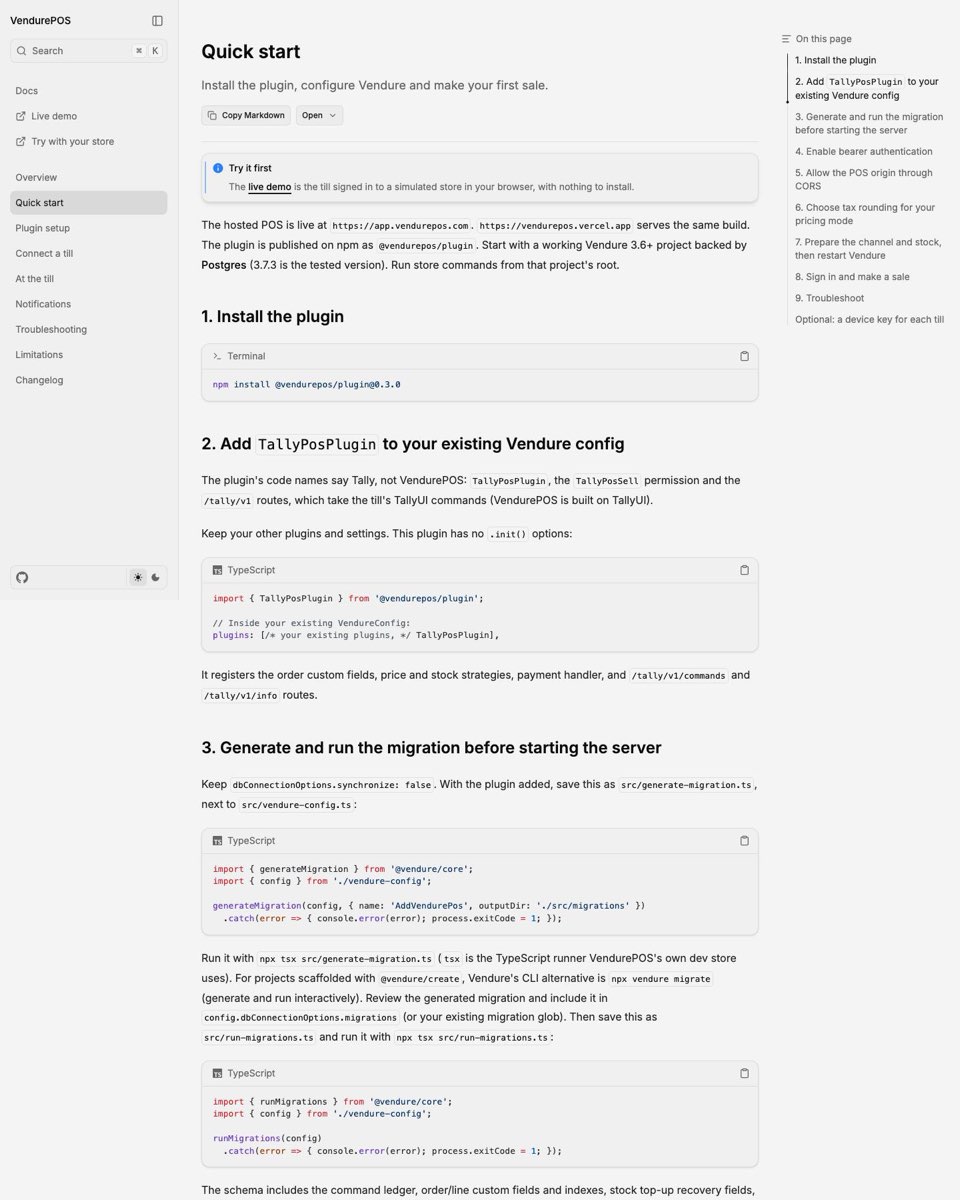 VendurePOS
Search ⌘ K
Docs
Live demo
Try with your store
Overview
Quick start
Plugin setup
Connect a till
At the till
Notifications
Troubleshooting
Limitations
Changelog
Quick start
Install the plugin, configure Vendure and make your first sale.
Copy Markdown Open
Try it first
The live demo is the till signed in to a simulated store in your browser, with nothing to install.
The hosted POS is live at https://app.vendurepos.com. https://vendurepos.vercel.app serves the same build.
The plugin is published on npm as @vendurepos/plugin. Start with a working Vendure 3.6+ project backed by
Postgres (3.7.3 is the tested version). Run store commands from that project's root.
1. Install the plugin
Terminal
npm install @vendurepos/plugin@0.3.0
2. Add TallyPosPlugin to your existing Vendure config
The plugin's code names say Tally, not VendurePOS: TallyPosPlugin, the TallyPosSell permission and the
/tally/v1 routes, which take the till's TallyUI commands (VendurePOS is built on TallyUI).
Keep your other plugins and settings. This plugin has no .init() options:
TypeScript
import { TallyPosPlugin } from '@vendurepos/plugin';
// Inside your existing VendureConfig:
plugins: [/* your existing plugins, */ TallyPosPlugin],
It registers the order custom fields, price and stock strategies, payment handler, and /tally/v1/commands and
/tally/v1/info routes.
3. Generate and run the migration before starting the server
Keep dbConnectionOptions.synchronize: false. With the plugin added, save this as src/generate-migration.ts,
next to src/vendure-config.ts:
TypeScript
import { generateMigration } from '@vendure/core';
import { config } from './vendure-config';
generateMigration(config, { name: 'AddVendurePos', outputDir: './src/migrations' })
.catch(error => { console.error(error); process.exitCode = 1; });
Run it with npx tsx src/generate-migration.ts (tsx is the TypeScript runner VendurePOS's own dev store
uses). For projects scaffolded with @vendure/create, Vendure's CLI alternative is npx vendure migrate
(generate and run interactively). Review the generated migration and include it in
config.dbConnectionOptions.migrations (or your existing migration glob). Then save this as
src/run-migrations.ts and run it with npx tsx src/run-migrations.ts:
TypeScript
import { runMigrations } from '@vendure/core';
import { config } from './vendure-config';
runMigrations(config)
.catch(error => { console.error(error); process.exitCode = 1; });
The schema includes the command ledger, order/line custom fields and indexes, stock top-up recovery fields,
On this page
1. Install the plugin
2. Add TallyPosPlugin to your
existing Vendure config
3. Generate and run the migration
before starting the server
4. Enable bearer authentication
5. Allow the POS origin through
CORS
6. Choose tax rounding for your
pricing mode
7. Prepare the channel and stock,
then restart Vendure
8. Sign in and make a sale
9. Troubleshoot
Optional: a device key for each till